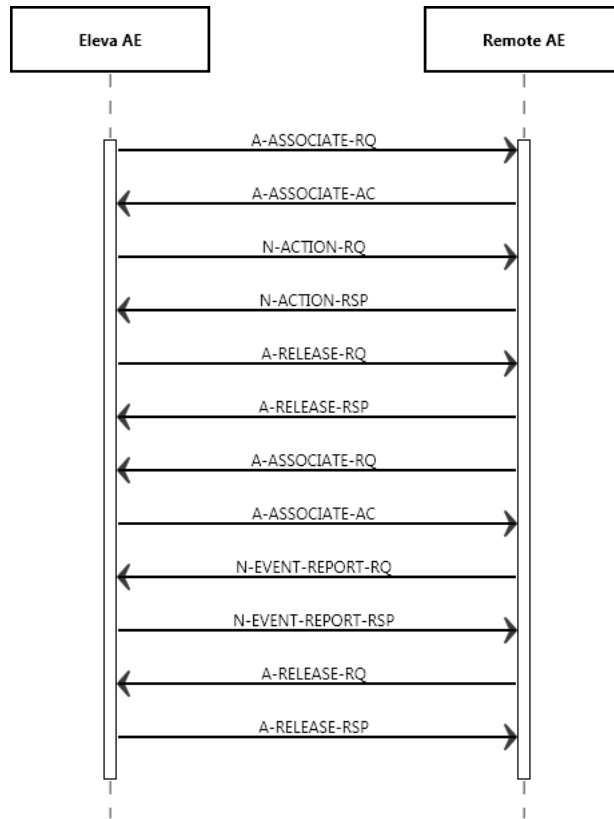 Eleva AE
Remote AE
A-ASSOCIATE-RQ
A-ASSOCIATE-AC
N-ACTION-RQ
N-ACTION-RSP
A-RELEASE-RQ
A-RELEASE-RSP
A-ASSOCIATE-RQ
A-ASSOCIATE-AC
N-EVENT-REPORT-RQ
N-EVENT-REPORT-RSP
A-RELEASE-RQ
A-RELEASE-RSP